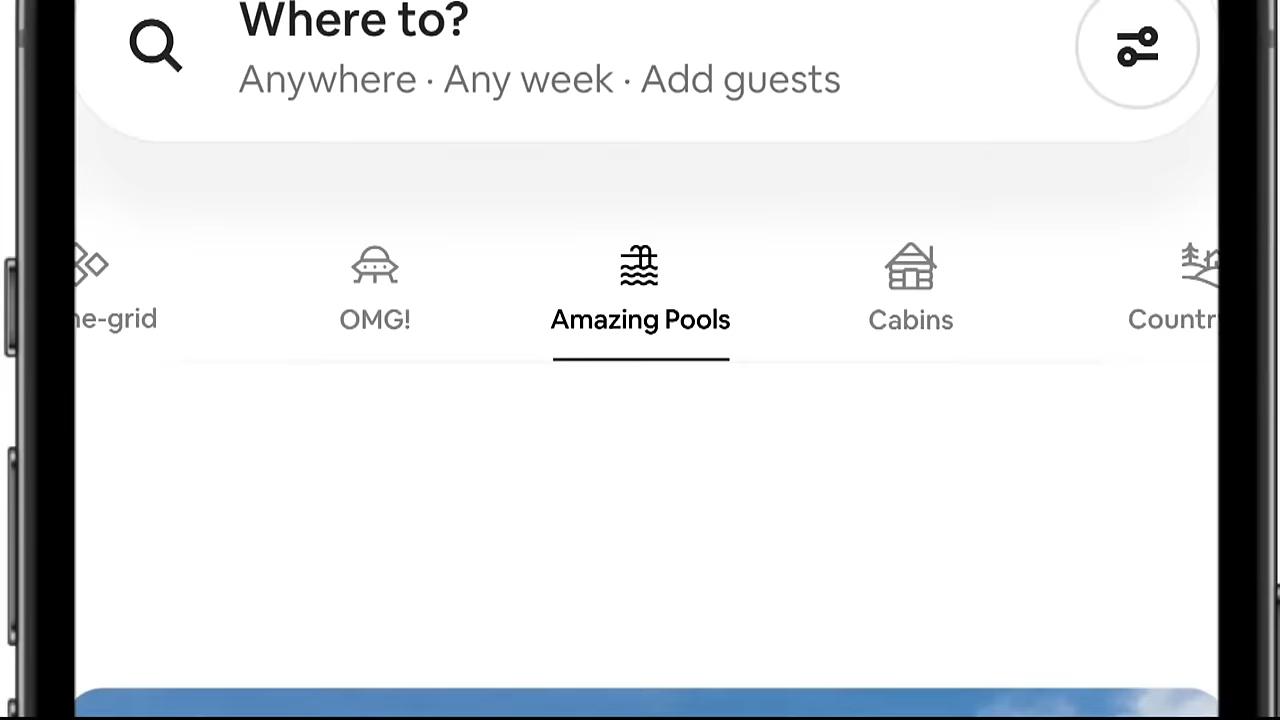 Where to?
Anywhere · Any week · Add guests
ne-grid
OMG!
Amazing Pools
Cabins
Countr